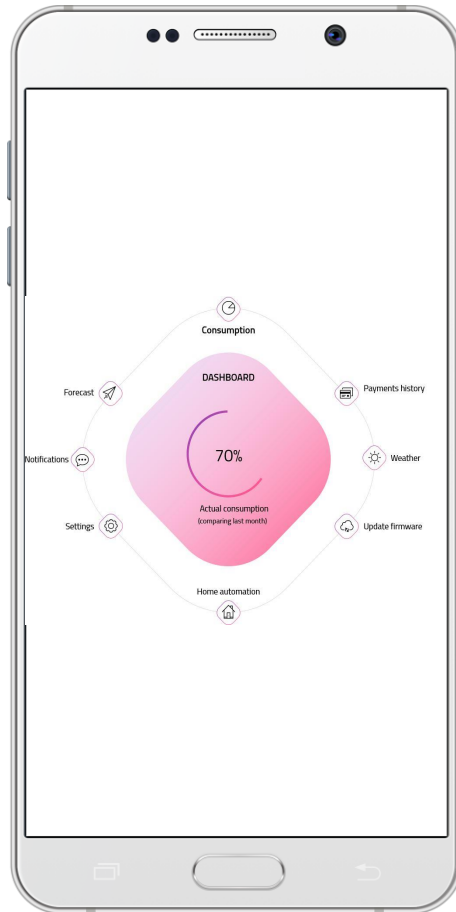 Consumption
DASHBOARD
Forecast
Payments history
70%
Notifications
Weather
Actual consumption
(comparing last month)
Settings
Update firmware
Home automation